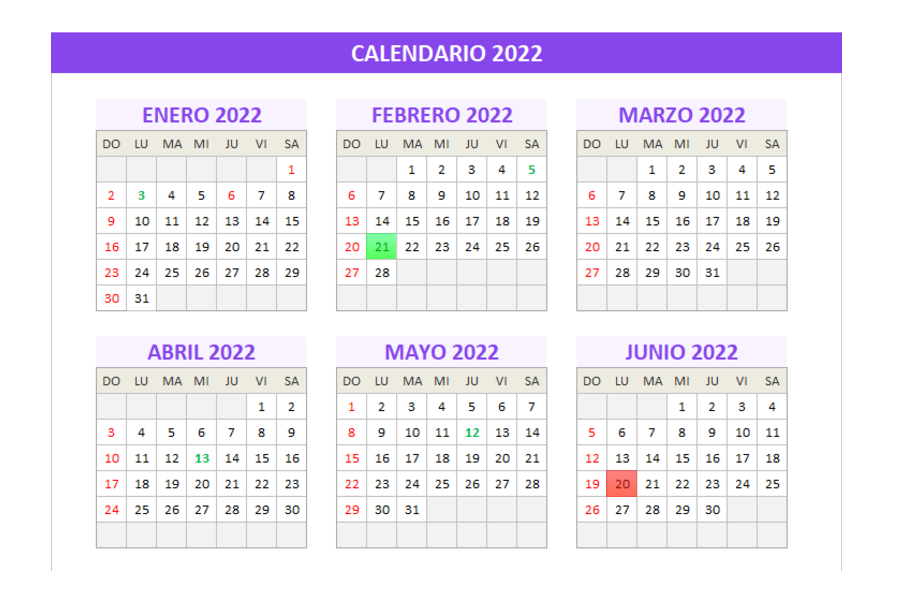 CALENDARIO 2022
ENERO 2022
DO LU MA MI JU VI SA
1
2 3 4 5 6 7 8
9 10 11 12 13 14 15
16 17 18 19 20 21 22
23 24 25 26 27 28 29
30 31
FEBRERO 2022
DO LU MA MI JU VI SA
1 2 3 4 5
6 7 8 9 10 11 12
13 14 15 16 17 18 19
20 21 22 23 24 25 26
27 28
MARZO 2022
DO LU MA MI JU VI SA
1 2 3 4 5
6 7 8 9 10 11 12
13 14 15 16 17 18 19
20 21 22 23 24 25 26
27 28 29 30 31
ABRIL 2022
DO LU MA MI JU VI SA
1 2
3 4 5 6 7 8 9
10 11 12 13 14 15 16
17 18 19 20 21 22 23
24 25 26 27 28 29 30
MAYO 2022
DO LU MA MI JU VI SA
1 2 3 4 5 6 7
8 9 10 11 12 13 14
15 16 17 18 19 20 21
22 23 24 25 26 27 28
29 30 31
JUNIO 2022
DO LU MA MI JU VI SA
1 2 3 4
5 6 7 8 9 10 11
12 13 14 15 16 17 18
19 20 21 22 23 24 25
26 27 28 29 30